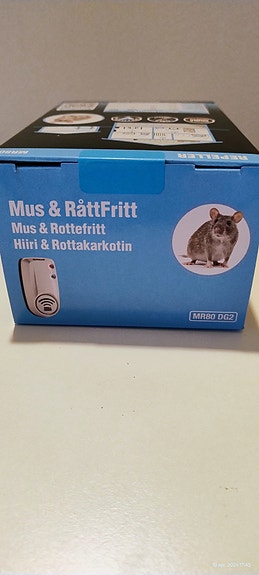 REPELLER
Mus & RåttFritt
Mus & Rottefritt
Hiiri & Rottakarkotin
MR80 DG2